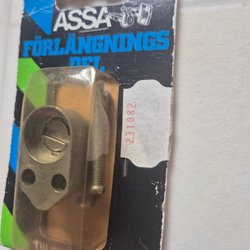 ASSA
FÖRLÄNGNINGS
DEL
231082